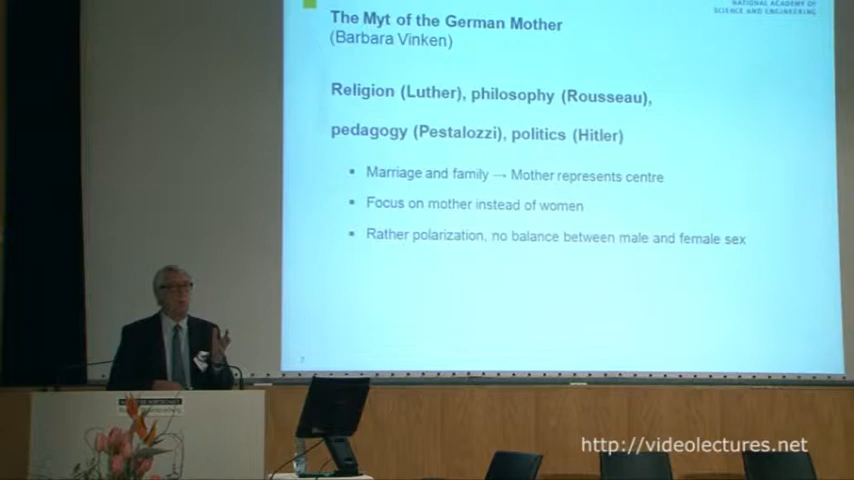 NATIONAL ACADEMY OF
SCIENCE AND ENGINEERING
The Myt of the German Mother
(Barbara Vinken)
Religion (Luther), philosophy (Rousseau),
pedagogy (Pestalozzi), politics (Hitler)
▪ Marriage and family → Mother represents centre
▪ Focus on mother instead of women
▪ Rather polarization, no balance between male and female sex
7
http://videolectures.net